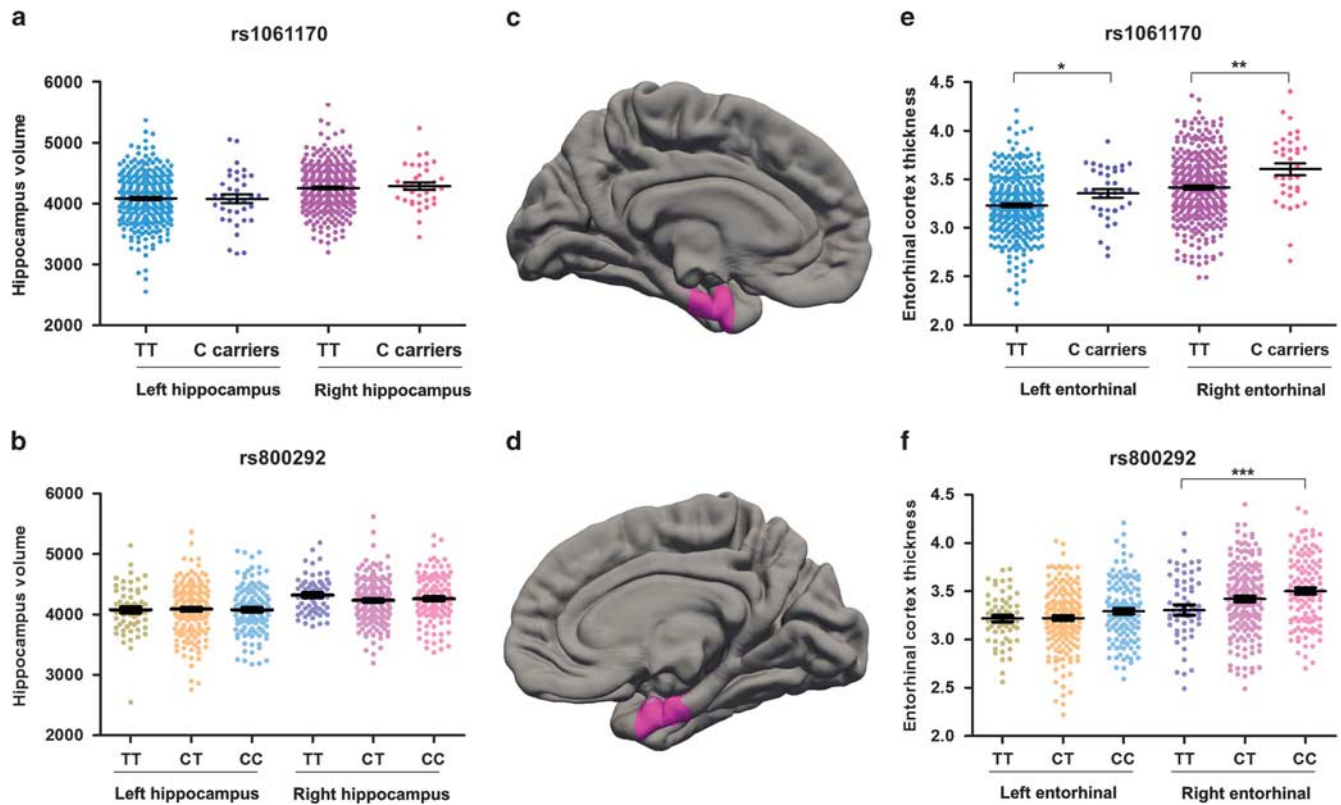 a
rs1061170
Hippocampus volume
6000
5000
4000
3000
2000
TT C carriers TT C carriers
Left hippocampus Right hippocampus
c
e
rs1061170
* **
Entorhinal cortex thickness
4.5
4.0
3.5
3.0
2.5
2.0
TT C carriers TT C carriers
Left entorhinal Right entorhinal
b
rs800292
Hippocampus volume
6000
5000
4000
3000
2000
TT CT CC TT CT CC
Left hippocampus Right hippocampus
d
f
rs800292
***
Entorhinal cortex thickness
4.5
4.0
3.5
3.0
2.5
2.0
TT CT CC TT CT CC
Left entorhinal Right entorhinal